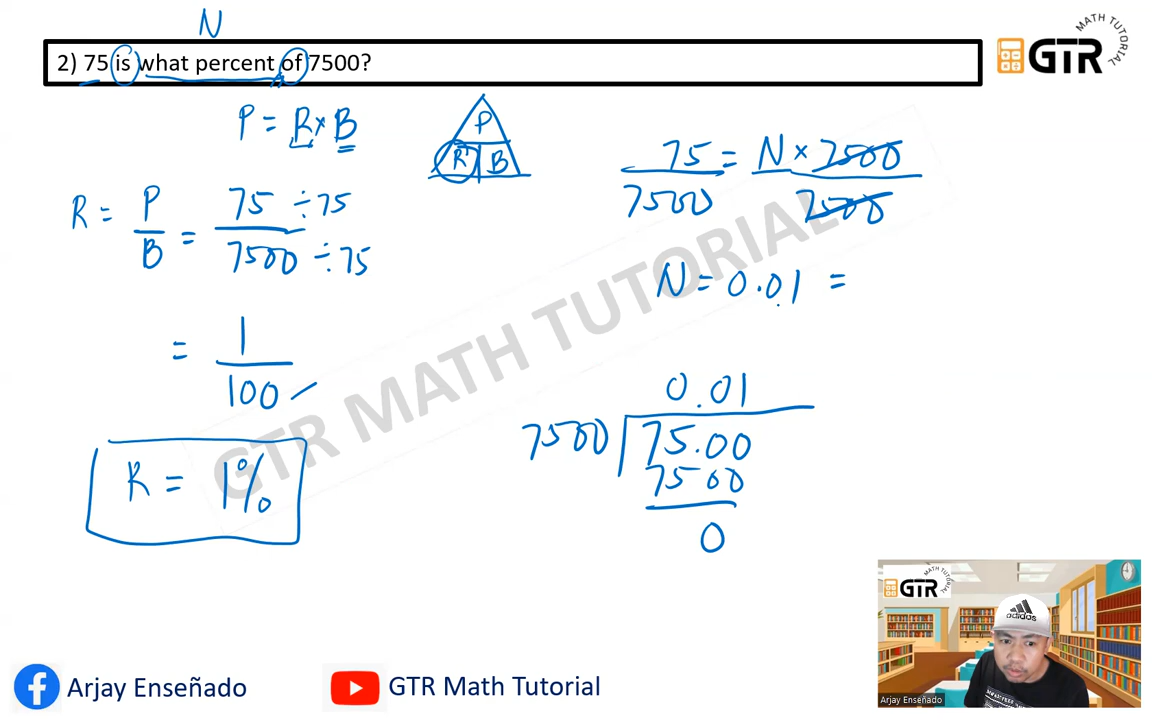 N
2) 75 is what percent of 7500?
MATH TUTORIAL
GTR
P = R × B
P
R B
75 = N × 7500
7500 7500
R = P = 75 ÷ 75
B 7500 ÷ 75
N = 0.01 =
= 1
100
R = 1%
0.01
7500 75.00
7500
0
GTR MATH TUTORIAL
MATH TUTORIAL
GTR
adidas
Arjay Enseñado
Arjay Enseñado
GTR Math Tutorial